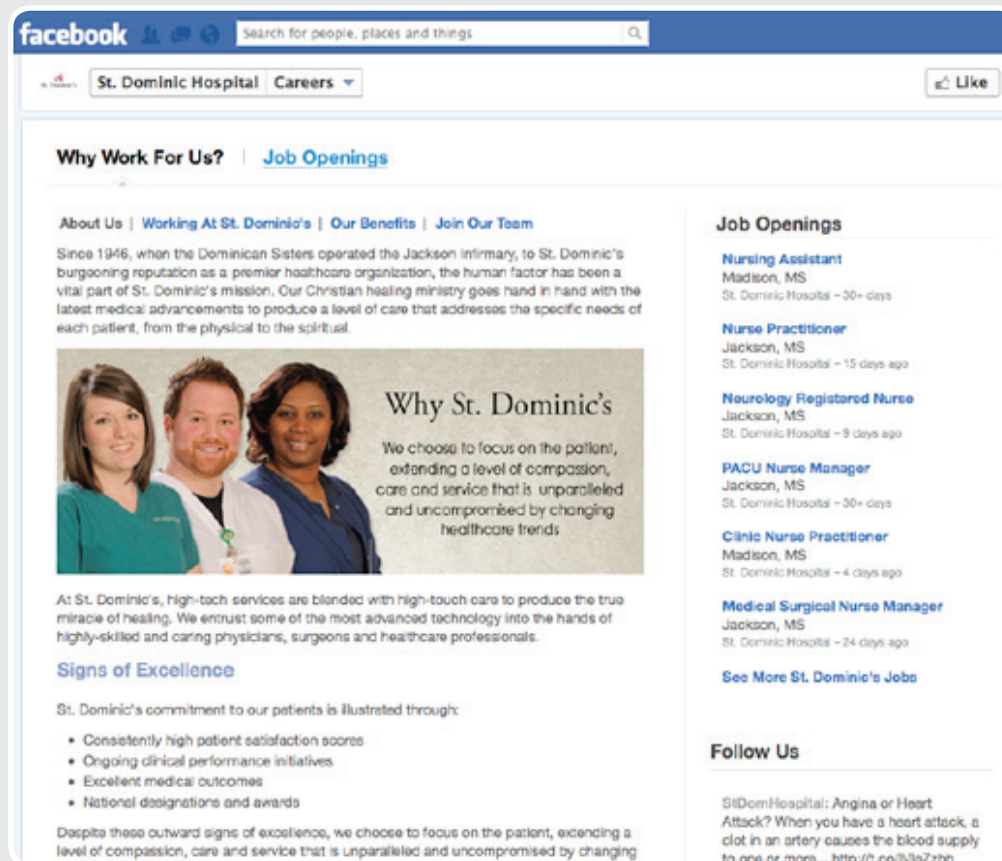 facebook
Search for people, places and things
St. Dominic Hospital Careers
Like
Why Work For Us? | Job Openings
About Us | Working At St. Dominic's | Our Benefits | Join Our Team
Since 1946, when the Dominican Sisters operated the Jackson Infirmary, to St. Dominic's
burgeoning reputation as a premier healthcare organization, the human factor has been a
vital part of St. Dominic's mission. Our Christian healing ministry goes hand in hand with the
latest medical advancements to produce a level of care that addresses the specific needs of
each patient, from the physical to the spiritual.
Why St. Dominic's
We choose to focus on the patient,
extending a level of compassion,
care and service that is unparalleled
and uncompromised by changing
healthcare trends
At St. Dominic's, high-tech services are blended with high-touch care to produce the true
miracle of healing. We entrust some of the most advanced technology into the hands of
highly-skilled and caring physicians, surgeons and healthcare professionals.
Signs of Excellence
St. Dominic's commitment to our patients is illustrated through:
• Consistently high patient satisfaction scores
• Ongoing clinical performance initiatives
• Excellent medical outcomes
• National designations and awards
Despite these outward signs of excellence, we choose to focus on the patient, extending a
level of compassion, care and service that is unparalleled and uncompromised by changing
Job Openings
Nursing Assistant
Madison, MS
St. Dominic Hospital – 30+ days
Nurse Practitioner
Jackson, MS
St. Dominic Hospital – 15 days ago
Neurology Registered Nurse
Jackson, MS
St. Dominic Hospital – 9 days ago
PACU Nurse Manager
Jackson, MS
St. Dominic Hospital – 30+ days
Clinic Nurse Practitioner
Madison, MS
St. Dominic Hospital – 4 days ago
Medical Surgical Nurse Manager
Jackson, MS
St. Dominic Hospital – 24 days ago
See More St. Dominic's Jobs
Follow Us
StDomHospital: Angina or Heart
Attack? When you have a heart attack, a
clot in an artery causes the blood supply
to one or more...